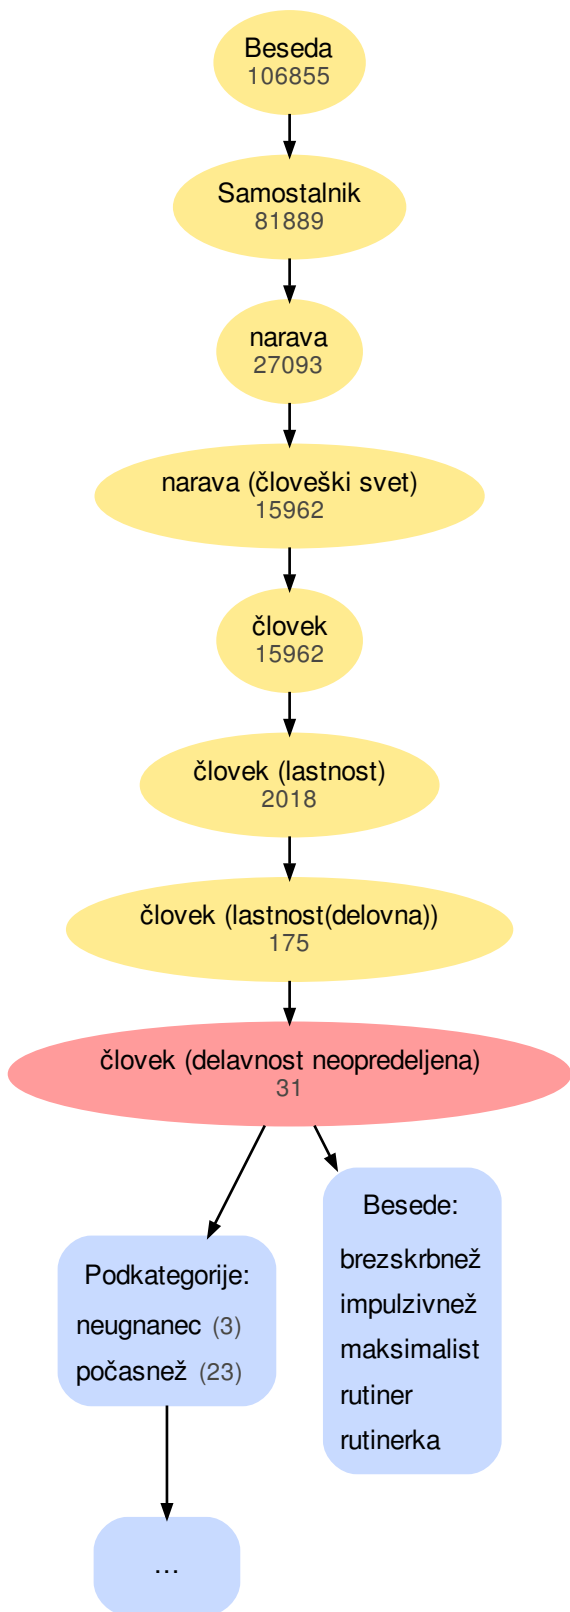 Beseda
106855
Samostalnik
81889
narava
27093
narava (človeški svet)
15962
človek
15962
človek (lastnost)
2018
človek (lastnost(delovna))
175
človek (delavnost neopredeljena)
31
Podkategorije:
neugnanec (3)
počasnež (23)
...
Besede:
brezskrbnež
impulzivnež
maksimalist
rutiner
rutinerka